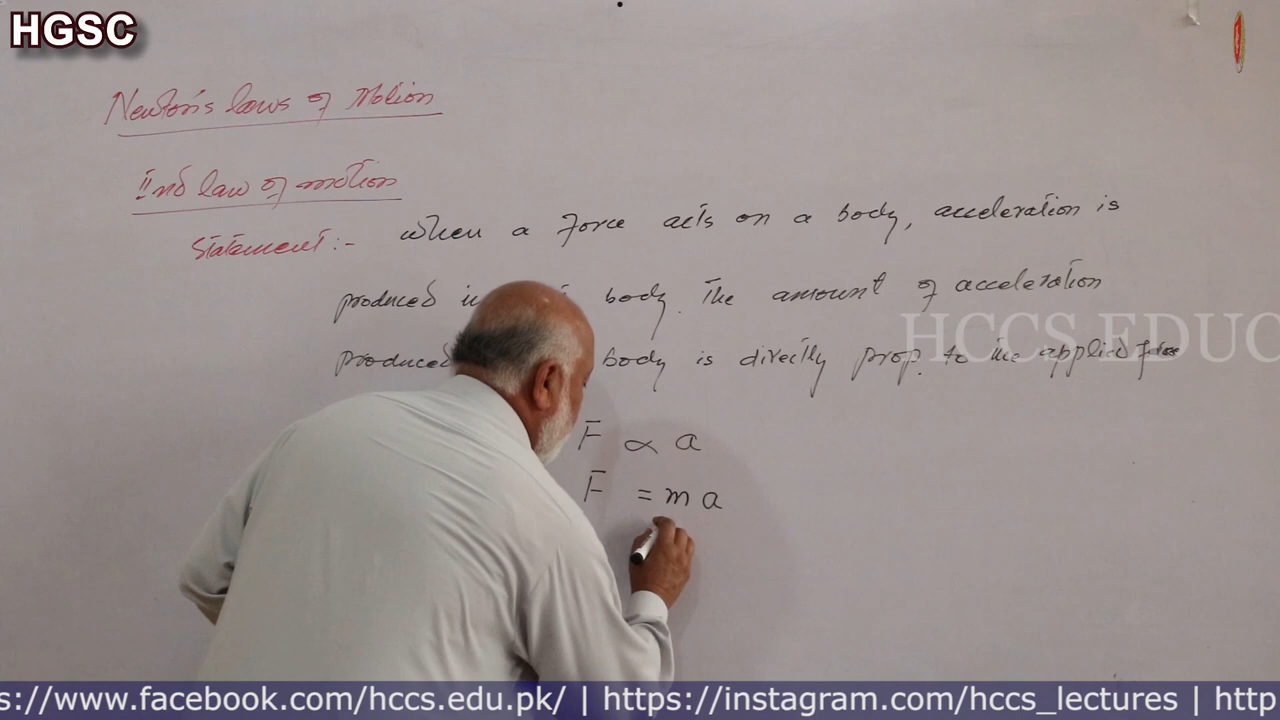 HGSC
Newton's laws of Motion
IInd law of motion
Statement:- when a Force acts on a body, acceleration is
produced body. The amount of acceleration
HCCS EDUC
produced body is directly prop. to the applied force
F ∝ a
F = m a
s://www.facebook.com/hccs.edu.pk/ | https://instagram.com/hccs_lectures | http